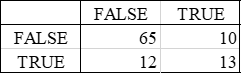 FALSE TRUE
FALSE 65 10
TRUE 12 13